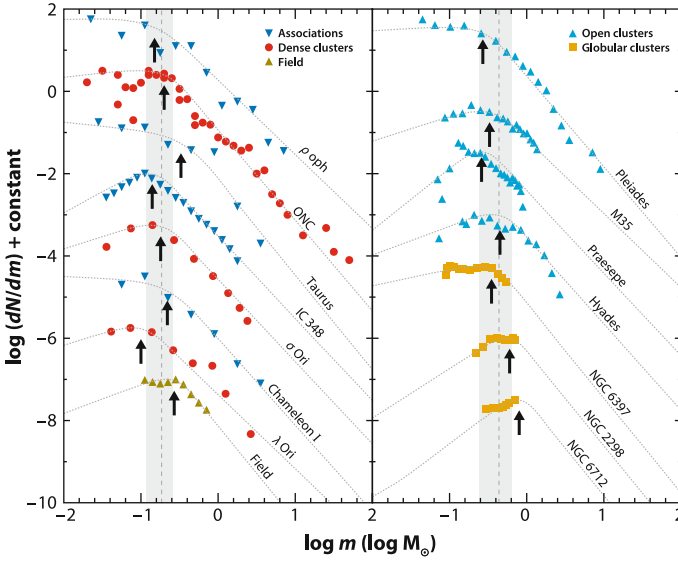 Associations
Dense clusters
Field
Open clusters
Globular clusters
2
0
−2
−4
−6
−8
−10
log (dN/dm) + constant
ρ oph
ONC
Taurus
IC 348
σ Ori
Chameleon I
λ Ori
Field
Pleiades
M35
Praesepe
Hyades
NGC 6397
NGC 2298
NGC 6712
−2 −1 0 1 2 −1 0 1 2
log m (log M⊙)